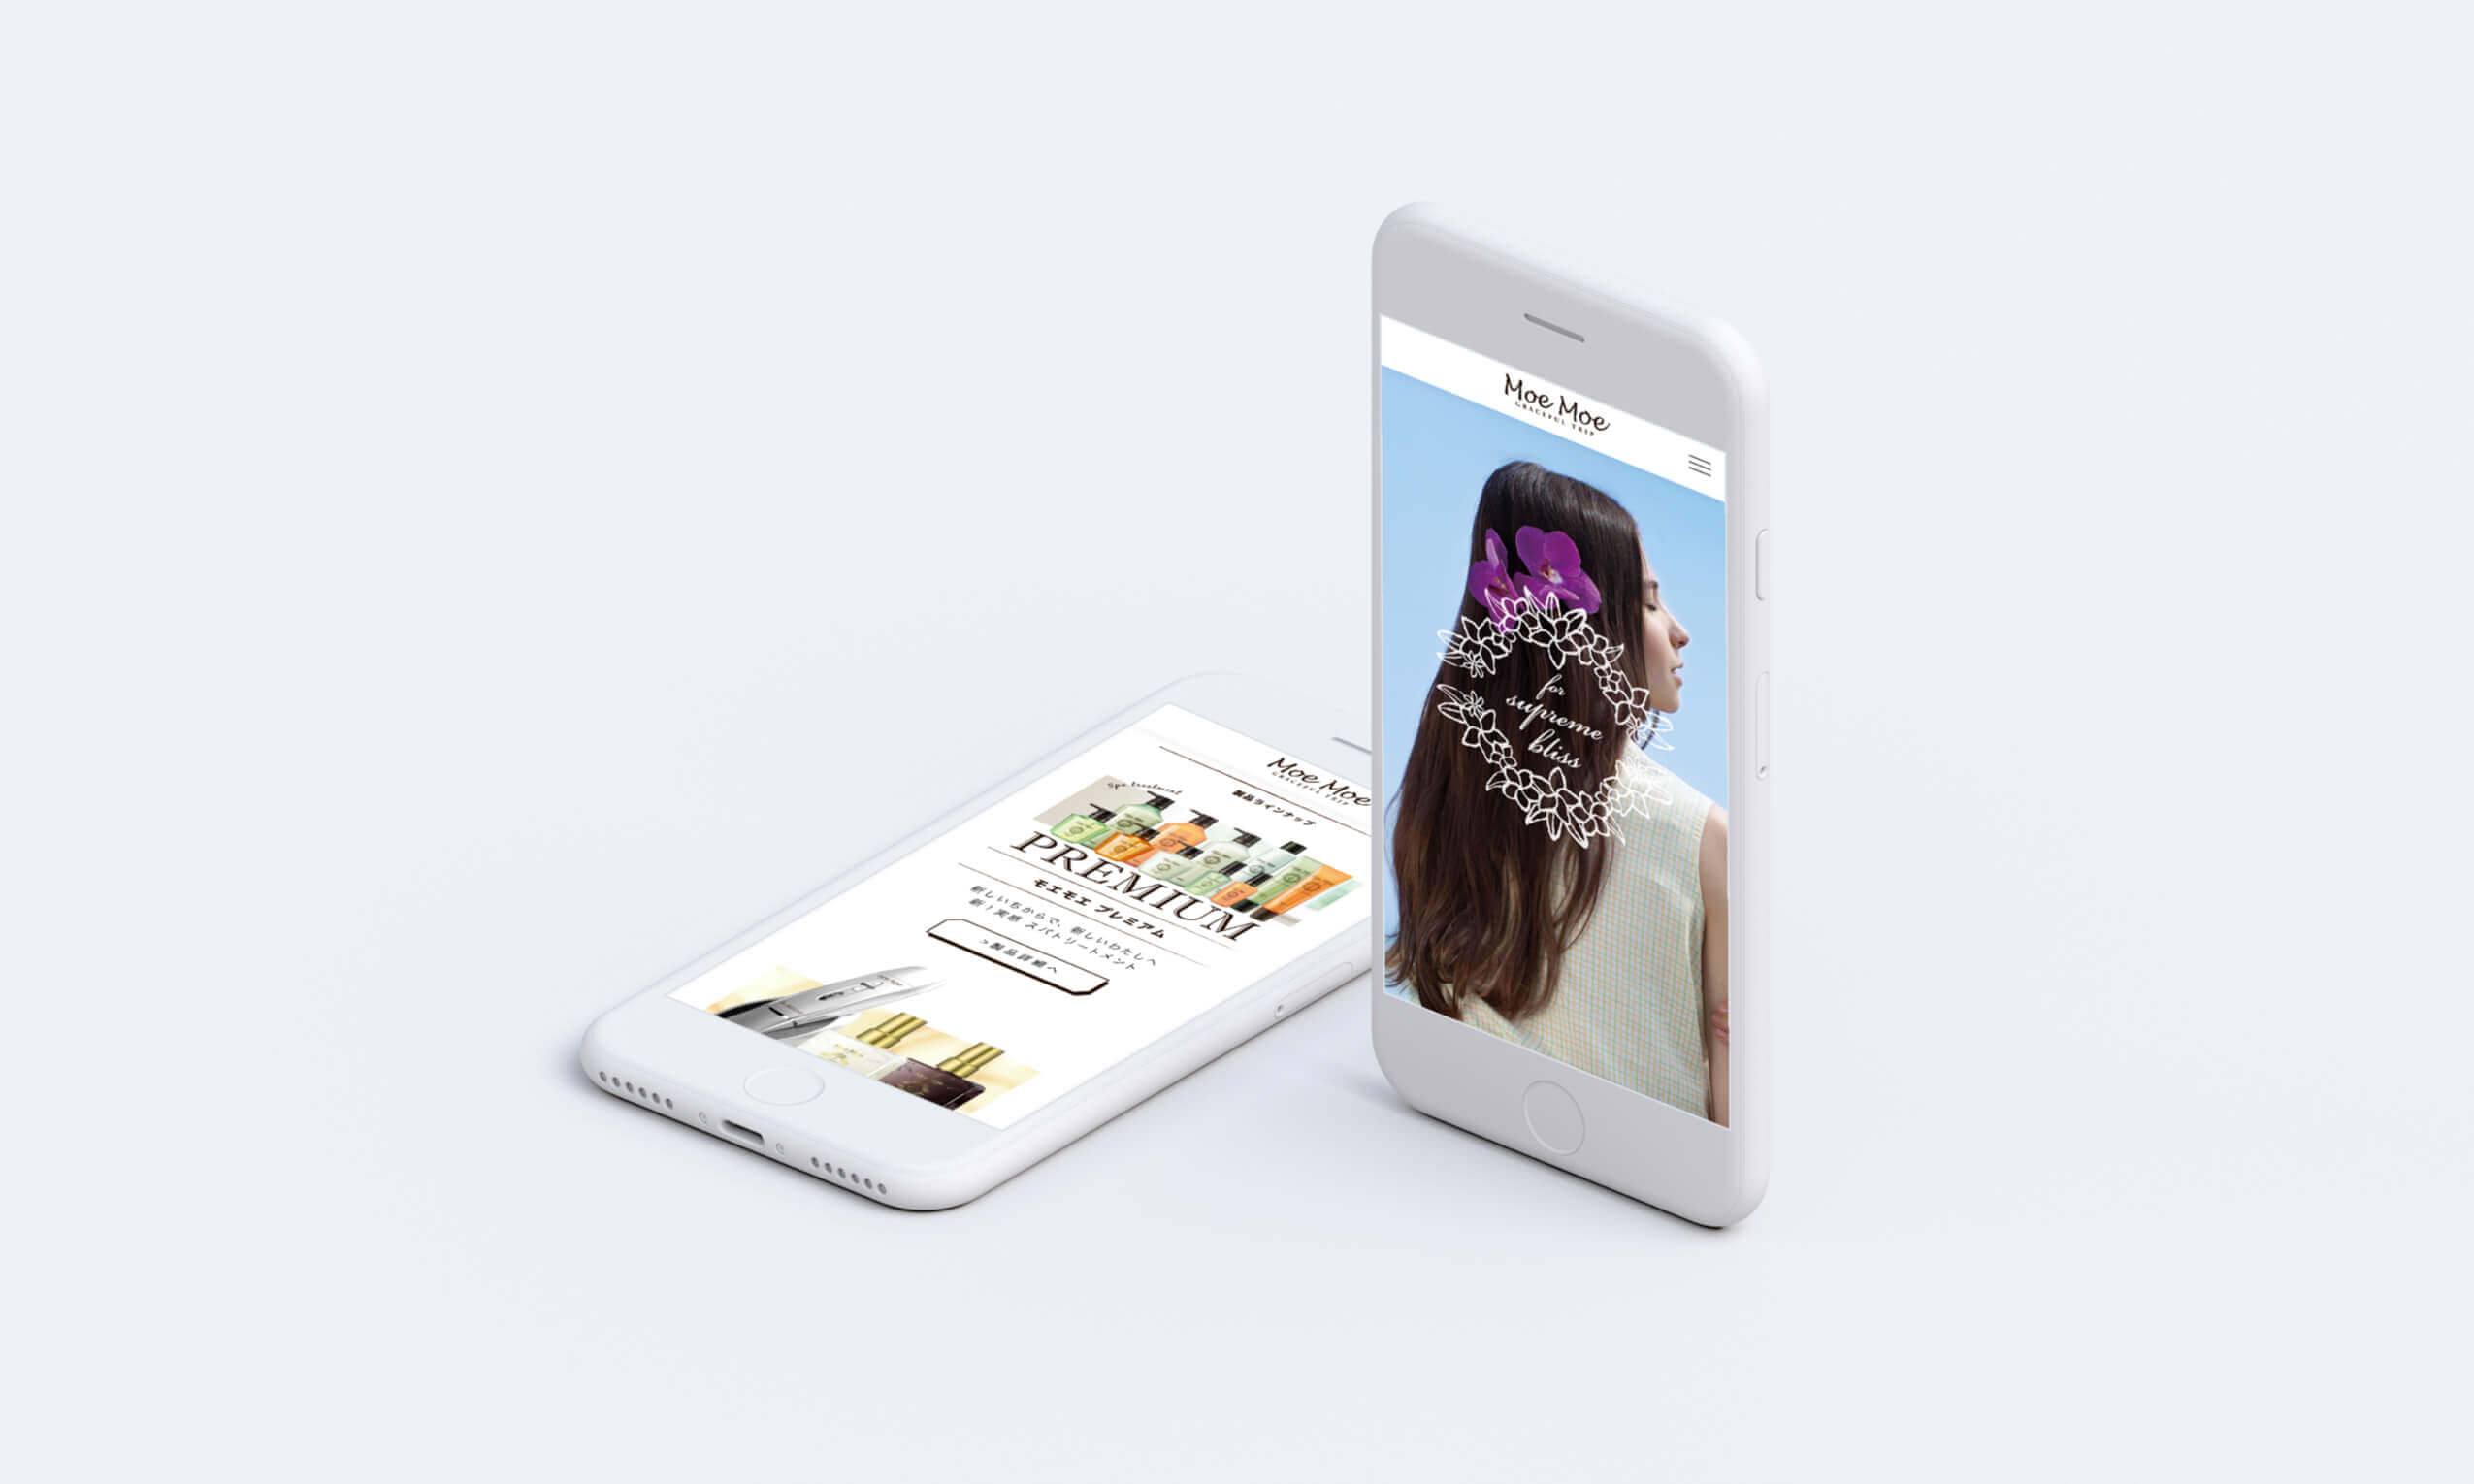 Moe Moe
GRACEFUL TRIP
for
supreme
bliss
Moe Moe
GRACEFUL TRIP
製品ラインナップ
spa treatment
PREMIUM
モエモエ プレミアム
新しいちからで、新しいわたしへ
新!実感 スパトリートメント
>製品詳細へ